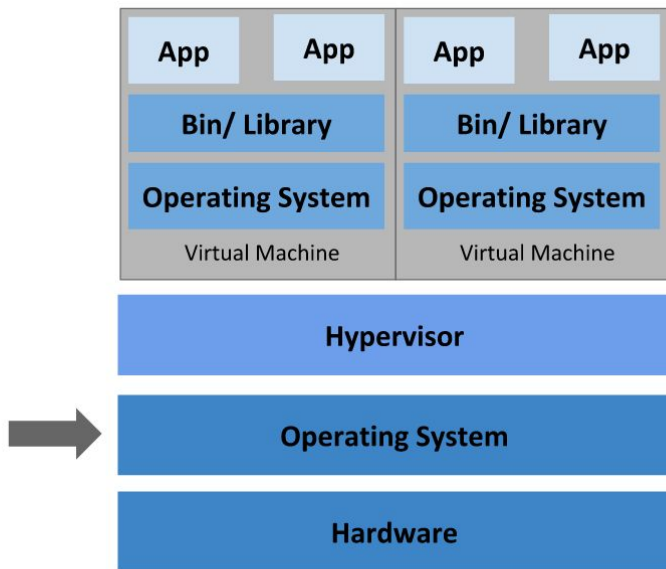 App App App App
Bin/ Library Bin/ Library
Operating System Operating System
Virtual Machine Virtual Machine
Hypervisor
Operating System
Hardware